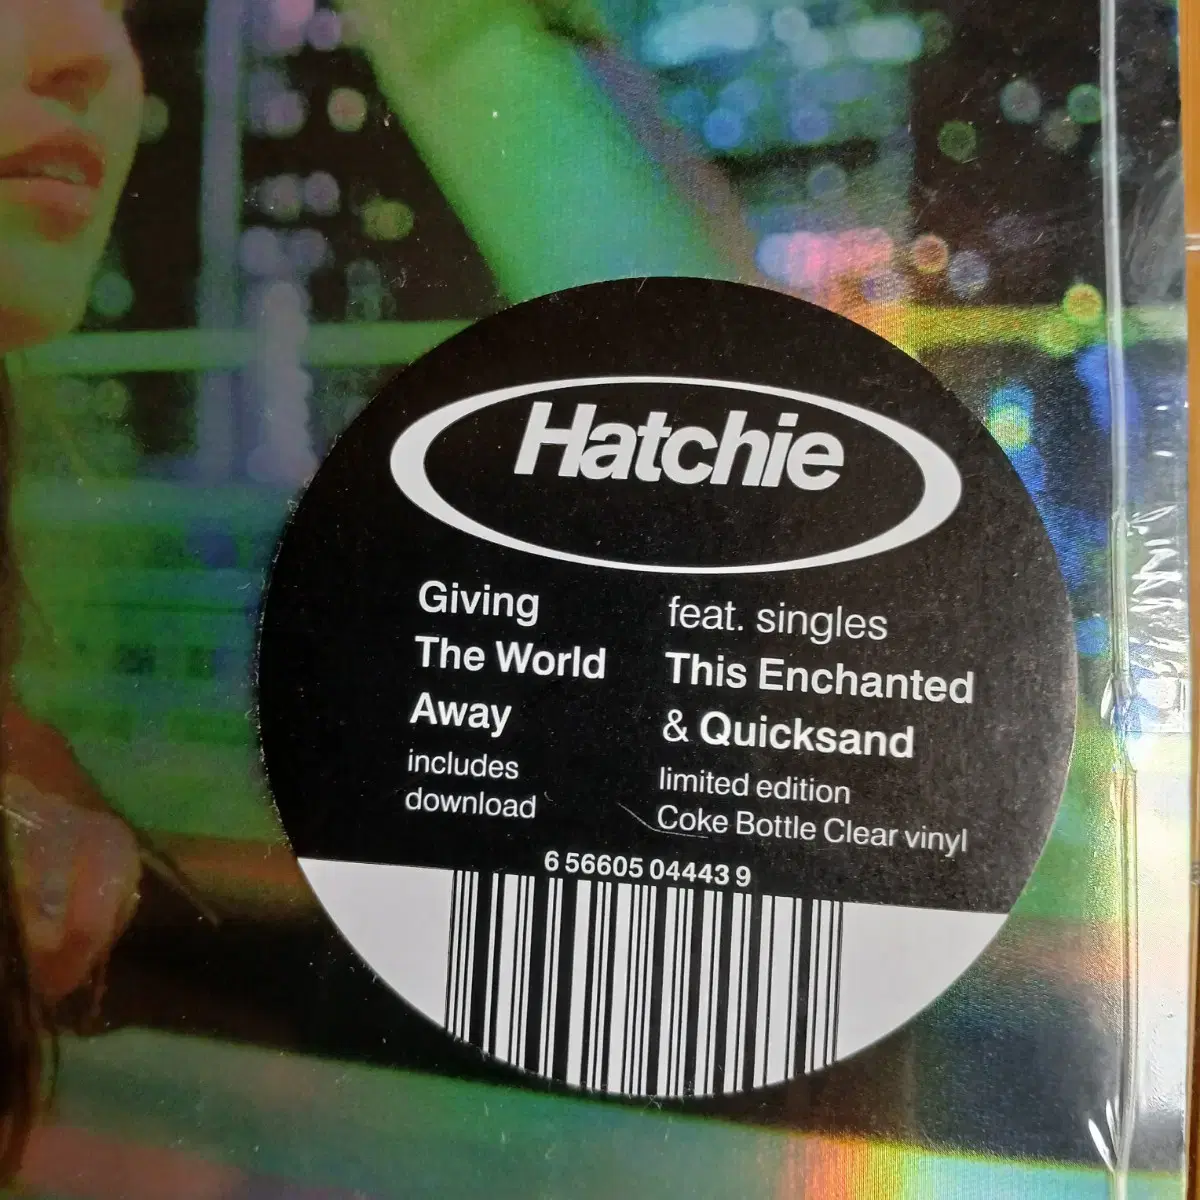 Hatchie
Giving
The World
Away
includes
download
feat. singles
This Enchanted
& Quicksand
limited edition
Coke Bottle Clear vinyl
6 56605 04443 9